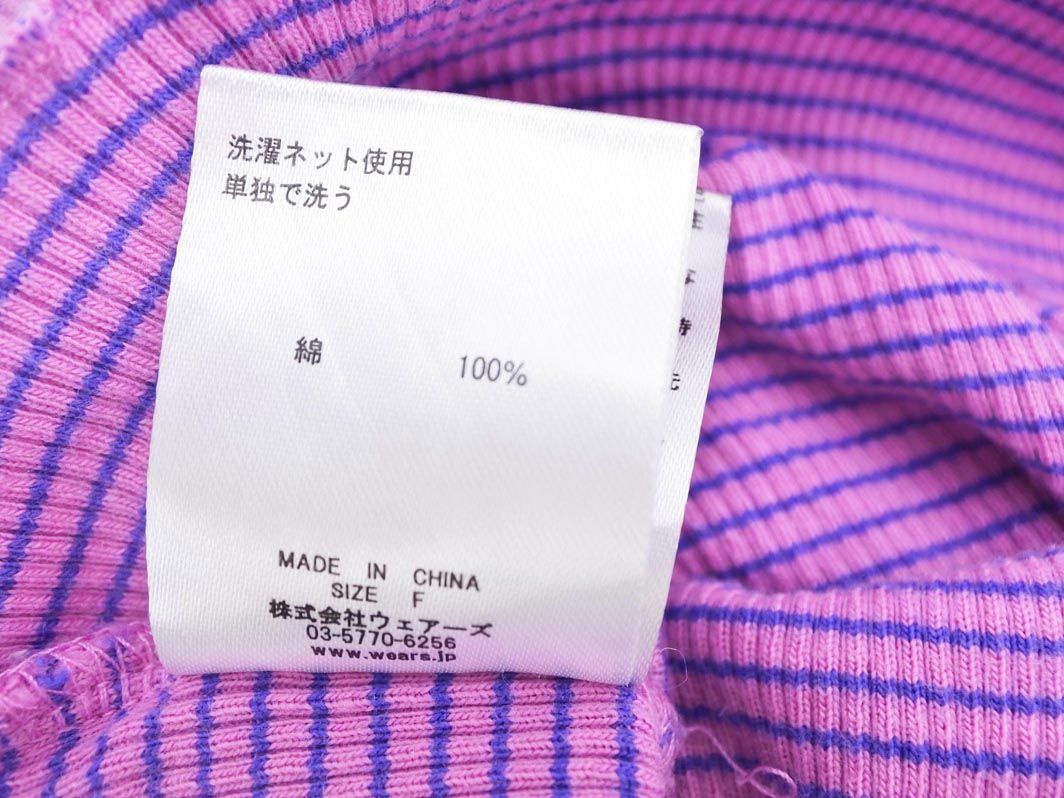 洗濯ネット使用
単独で洗う
綿 100%
MADE IN CHINA
SIZE F
株式会社ウェアーズ
03-5770-6256
www.wears.jp